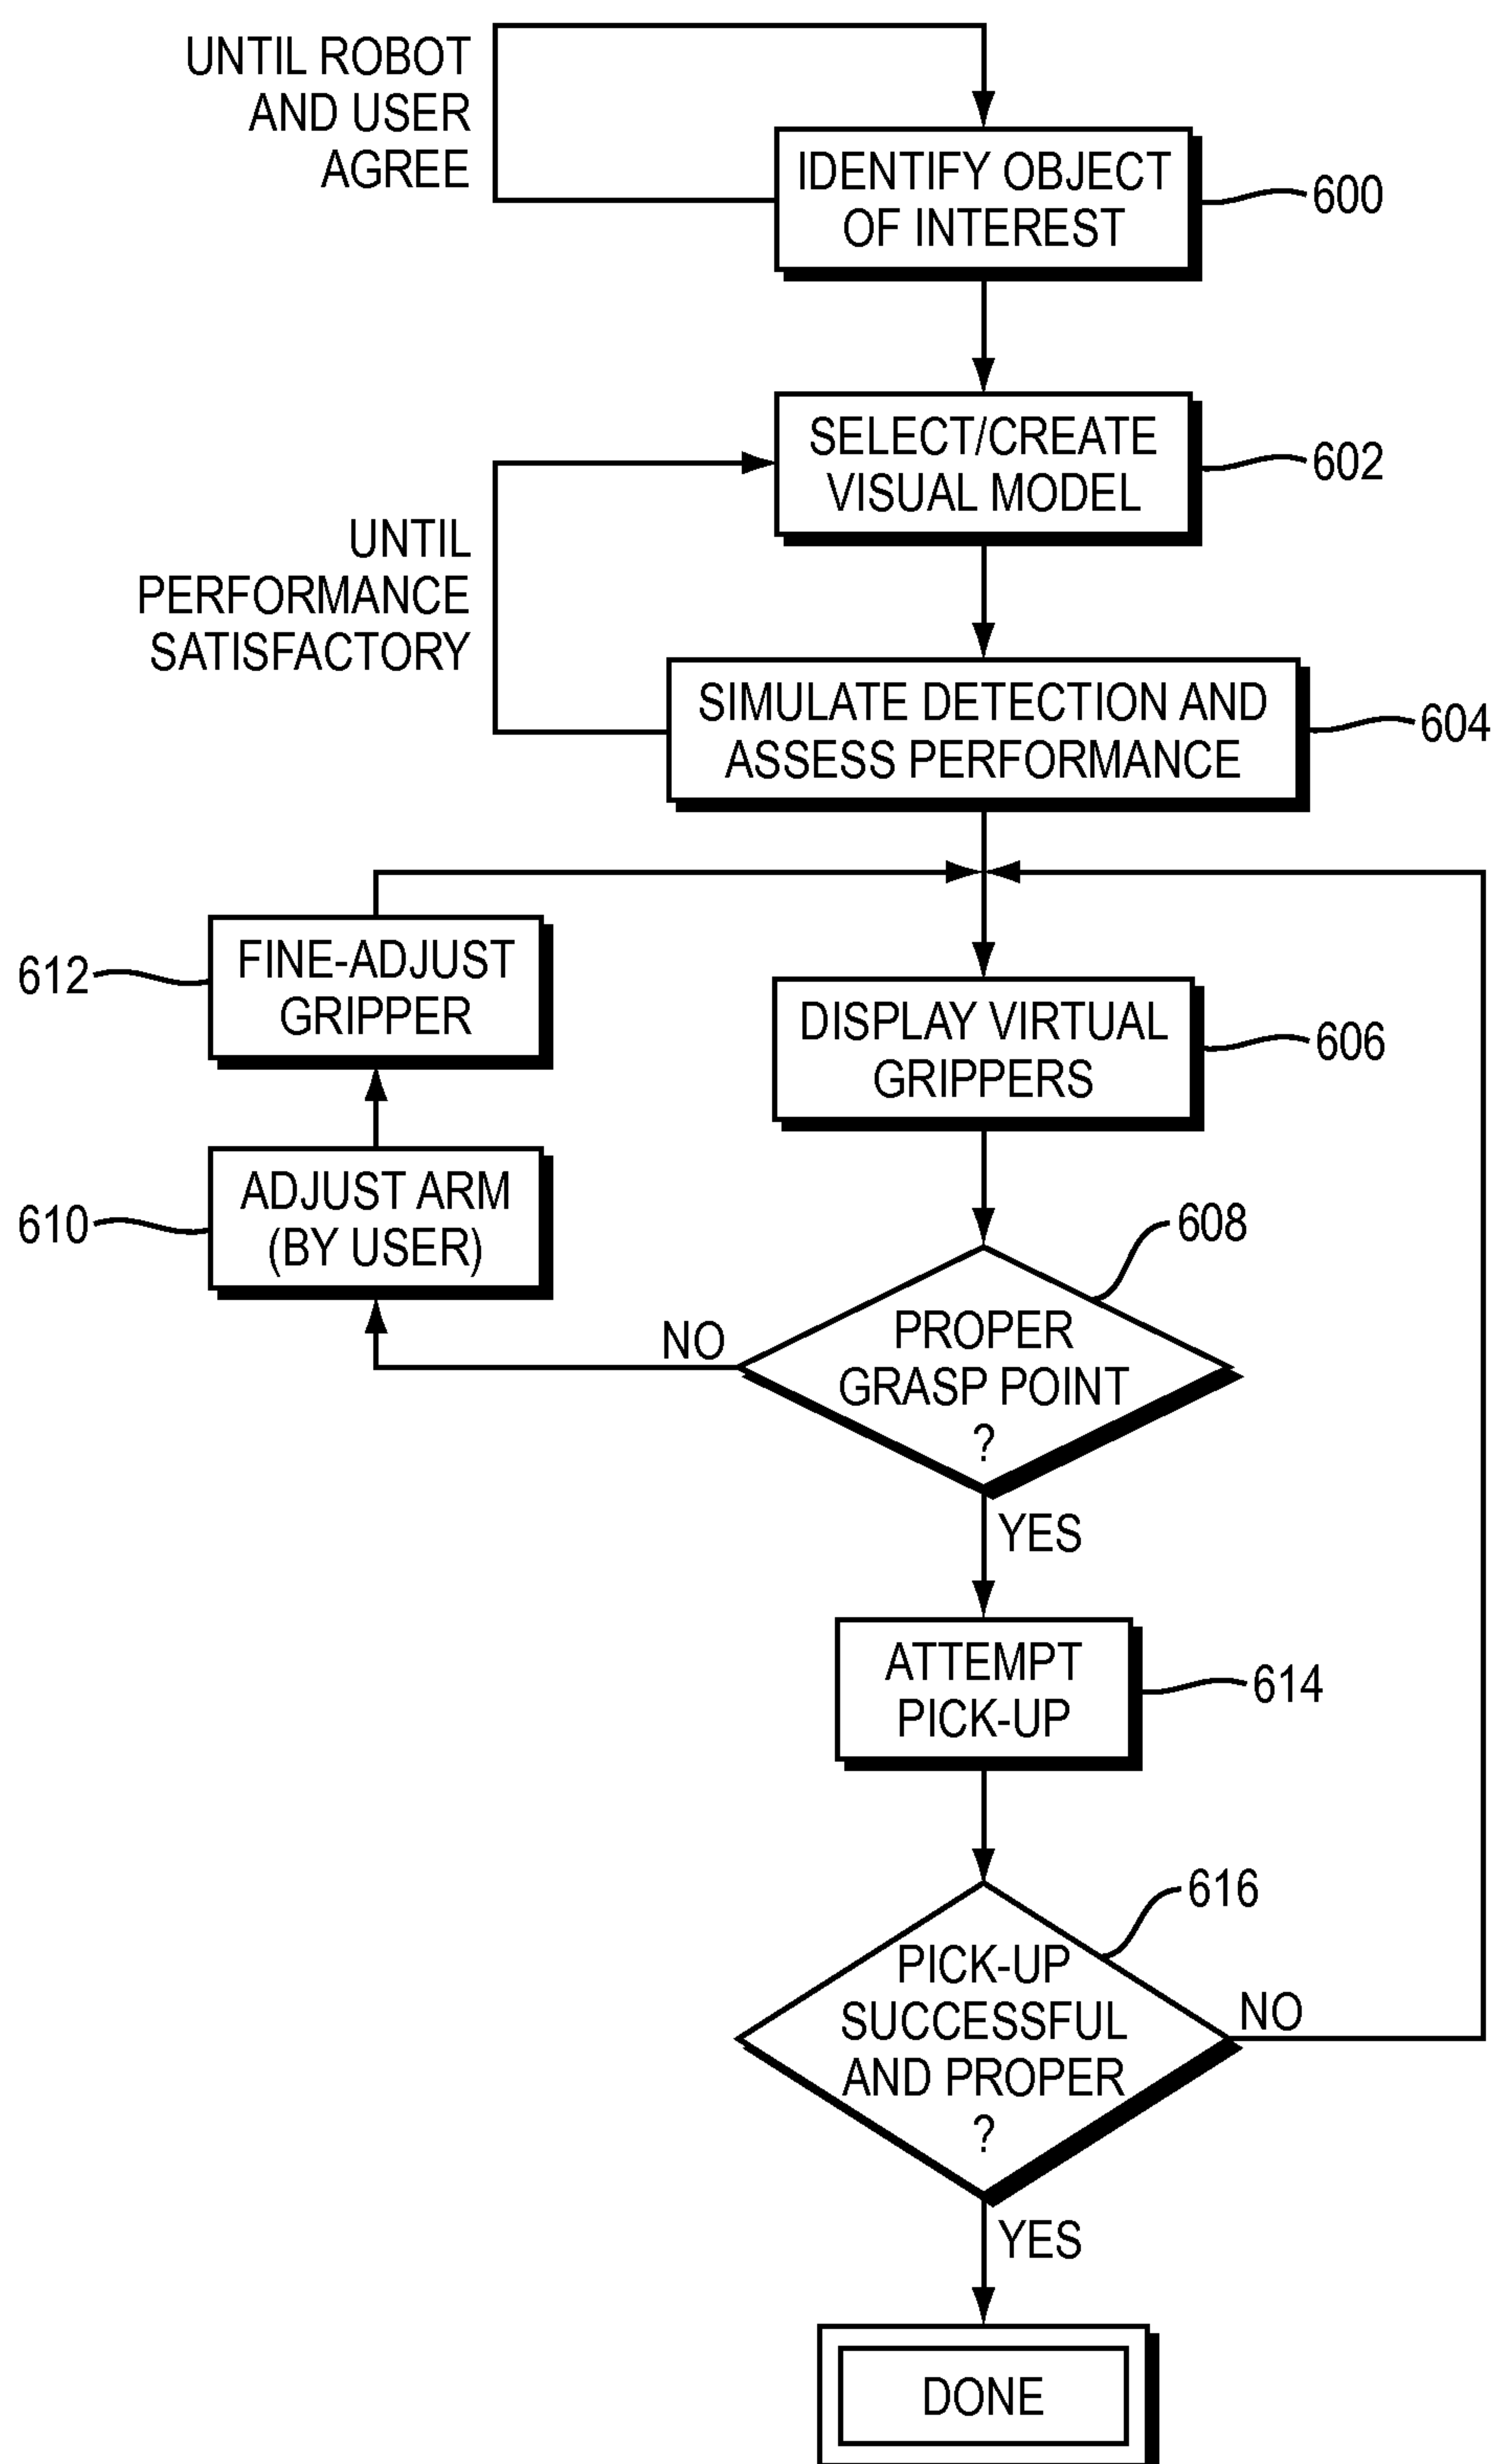 UNTIL ROBOT
AND USER
AGREE
IDENTIFY OBJECT
OF INTEREST
600
SELECT/CREATE
VISUAL MODEL
602
UNTIL
PERFORMANCE
SATISFACTORY
SIMULATE DETECTION AND
ASSESS PERFORMANCE
604
612
FINE-ADJUST
GRIPPER
DISPLAY VIRTUAL
GRIPPERS
606
610
ADJUST ARM
(BY USER)
608
NO
PROPER
GRASP POINT
?
YES
ATTEMPT
PICK-UP
614
616
PICK-UP
SUCCESSFUL
AND PROPER
?
NO
YES
DONE